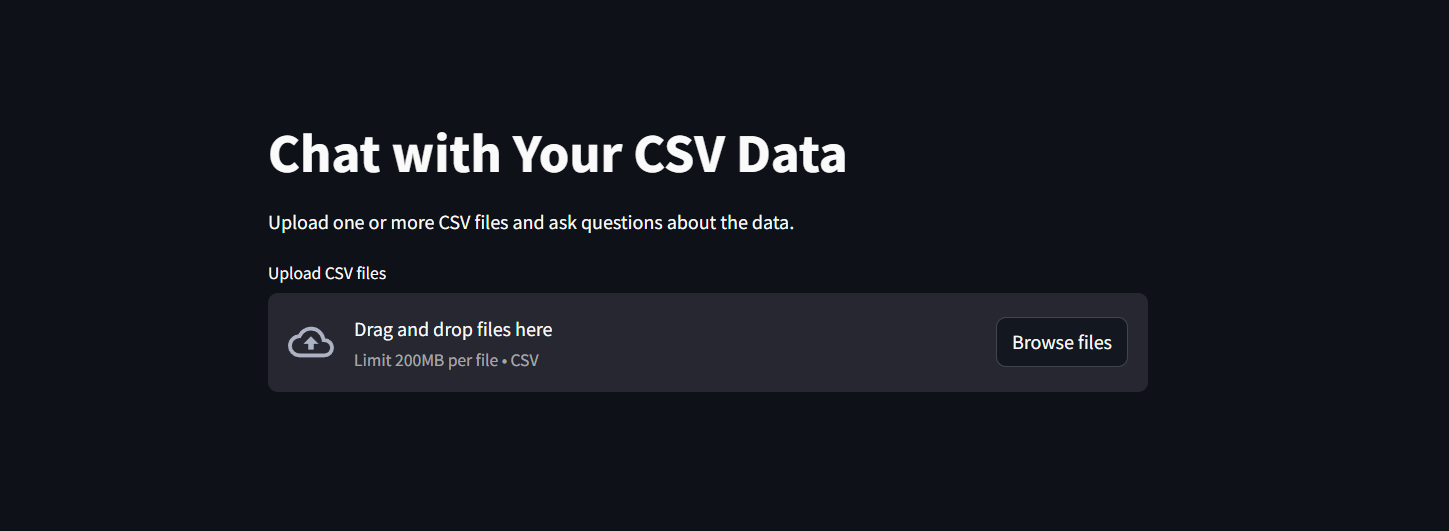 Chat with Your CSV Data
Upload one or more CSV files and ask questions about the data.
Upload CSV files
Drag and drop files here
Limit 200MB per file • CSV
Browse files